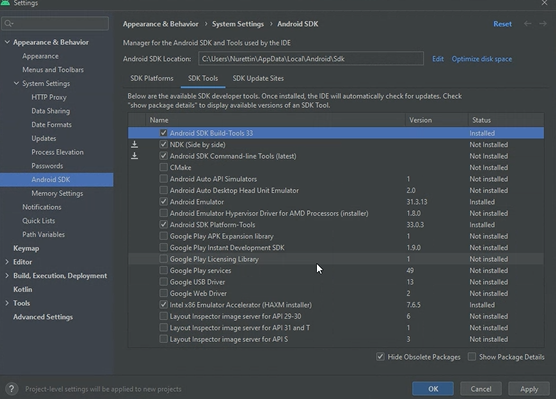 Settings
Appearance & Behavior › System Settings › Android SDK
Reset
Manager for the Android SDK and Tools used by the IDE
Android SDK Location: C:\Users\Nurettin\AppData\Local\Android\Sdk Edit Optimize disk space
SDK Platforms SDK Tools SDK Update Sites
Below are the available SDK developer tools. Once installed, the IDE will automatically check for updates. Check
"show package details" to display available versions of an SDK Tool.
Name Version Status
Android SDK Build-Tools 33 Installed
NDK (Side by side) Not Installed
Android SDK Command-line Tools (latest) Not Installed
CMake Not Installed
Android Auto API Simulators 1 Not installed
Android Auto Desktop Head Unit Emulator 2.0 Not installed
Android Emulator 31.3.13 Installed
Android Emulator Hypervisor Driver for AMD Processors (installer) 1.8.0 Not installed
Android SDK Platform-Tools 33.0.3 Installed
Google Play APK Expansion library 1 Not installed
Google Play Instant Development SDK 1.9.0 Not installed
Google Play Licensing Library 1 Not installed
Google Play services 49 Not installed
Google USB Driver 13 Not installed
Google Web Driver 2 Not installed
Intel x86 Emulator Accelerator (HAXM installer) 7.6.5 Installed
Layout Inspector image server for API 29-30 6 Not installed
Layout Inspector image server for API 31 and T 1 Not installed
Layout Inspector image server for API S 3 Not installed
Hide Obsolete Packages Show Package Details
Appearance & Behavior
Appearance
Menus and Toolbars
System Settings
HTTP Proxy
Data Sharing
Date Formats
Updates
Process Elevation
Passwords
Android SDK
Memory Settings
Notifications
Quick Lists
Path Variables
Keymap
Editor
Build, Execution, Deployment
Kotlin
Tools
Advanced Settings
? Project-level settings will be applied to new projects
OK Cancel Apply